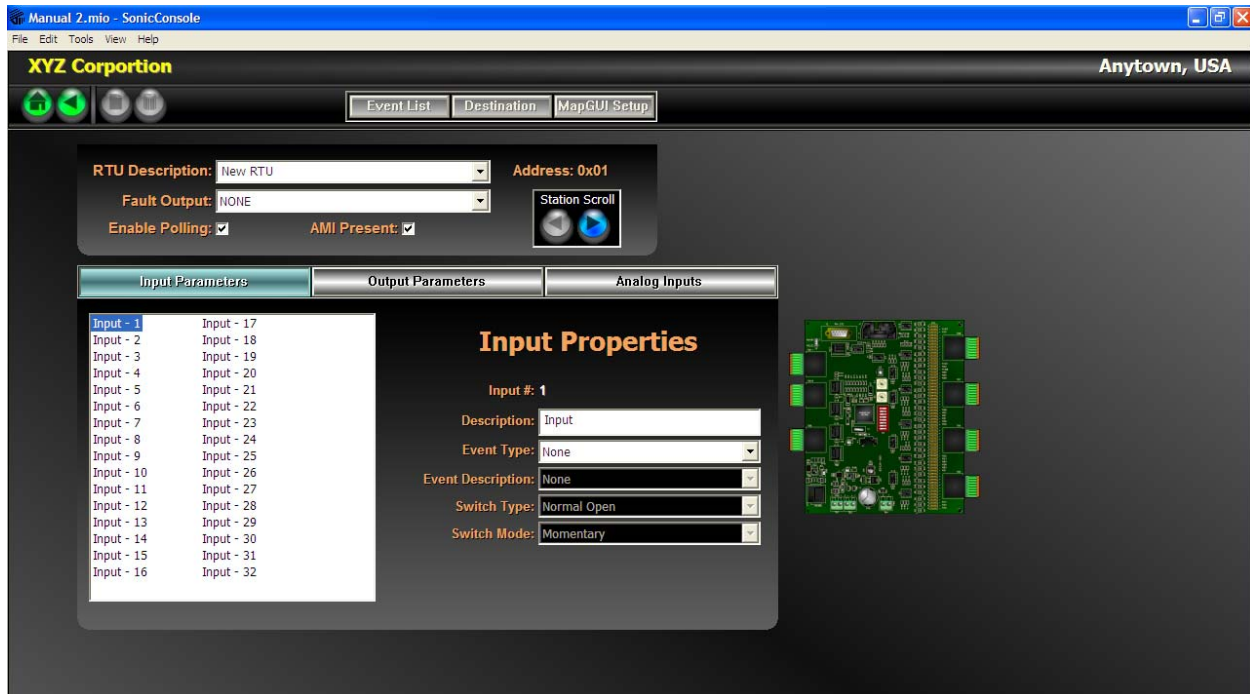 Manual 2.mio - SonicConsole
File Edit Tools View Help
XYZ Corportion
Anytown, USA
Event List Destination MapGUI Setup
RTU Description: New RTU
Address: 0x01
Fault Output: NONE
Station Scroll
Enable Polling: AMI Present:
Input Parameters Output Parameters Analog Inputs
Input - 1 Input - 17
Input - 2 Input - 18
Input - 3 Input - 19
Input - 4 Input - 20
Input - 5 Input - 21
Input - 6 Input - 22
Input - 7 Input - 23
Input - 8 Input - 24
Input - 9 Input - 25
Input - 10 Input - 26
Input - 11 Input - 27
Input - 12 Input - 28
Input - 13 Input - 29
Input - 14 Input - 30
Input - 15 Input - 31
Input - 16 Input - 32
Input Properties
Input #: 1
Description: Input
Event Type: None
Event Description: None
Switch Type: Normal Open
Switch Mode: Momentary